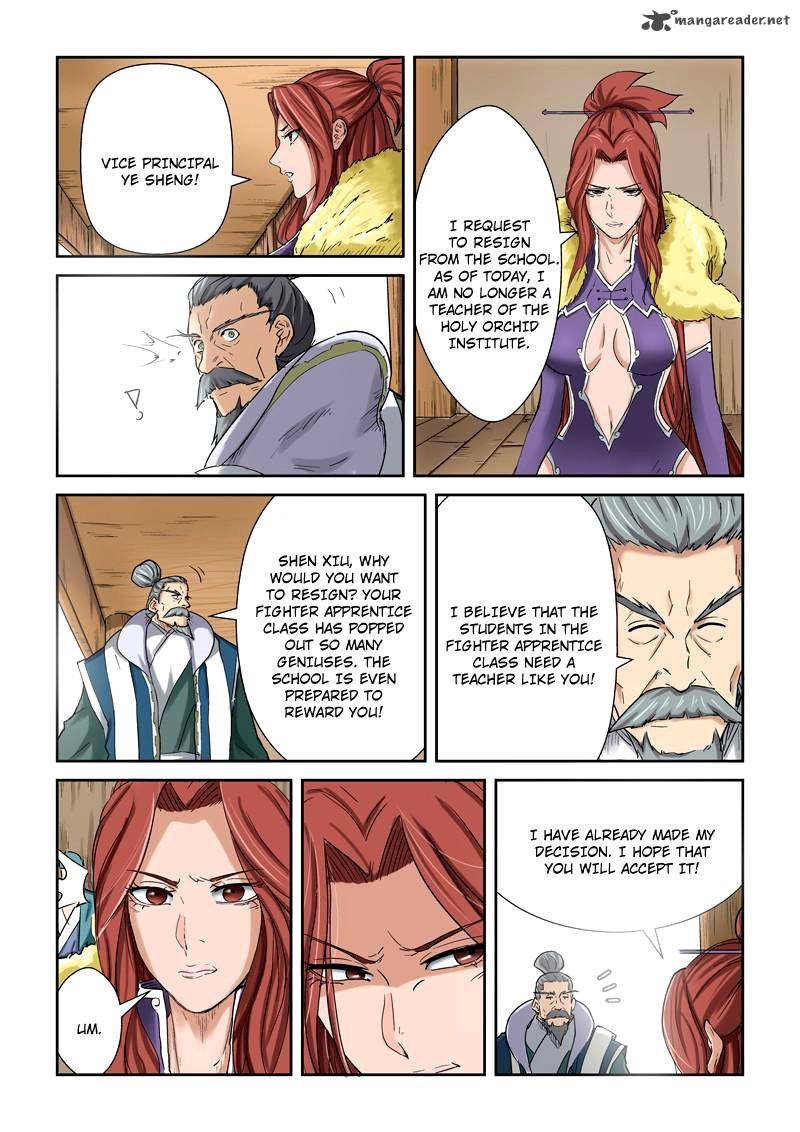 mangareader.net
VICE PRINCIPAL
YE SHENG!
I REQUEST
TO RESIGN
FROM THE SCHOOL.
AS OF TODAY, I
AM NO LONGER A
TEACHER OF THE
HOLY ORCHID
INSTITUTE.
SHEN XIU, WHY
WOULD YOU WANT
TO RESIGN? YOUR
FIGHTER APPRENTICE
CLASS HAS POPPED
OUT SO MANY
GENIUSES. THE
SCHOOL IS EVEN
PREPARED TO
REWARD YOU!
I BELIEVE THAT THE
STUDENTS IN THE
FIGHTER APPRENTICE
CLASS NEED A
TEACHER LIKE YOU!
UM.
I HAVE ALREADY MADE MY
DECISION. I HOPE THAT
YOU WILL ACCEPT IT!